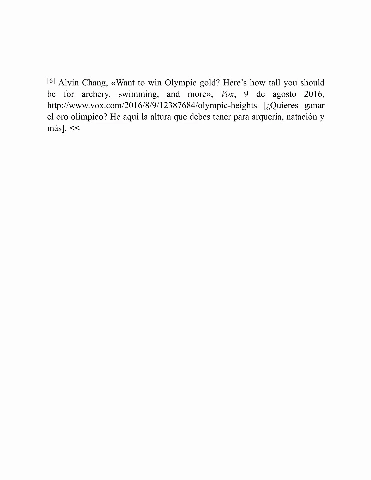 [5] Alvin Chang, «Want to win Olympic gold? Here's how tall you should
be for archery, swimming, and more», Vox, 9 de agosto 2016,
http://www.vox.com/2016/8/9/12387684/olympic-heights [¿Quieres ganar
el oro olímpico? He aquí la altura que debes tener para arquería, natación y
más]. <<